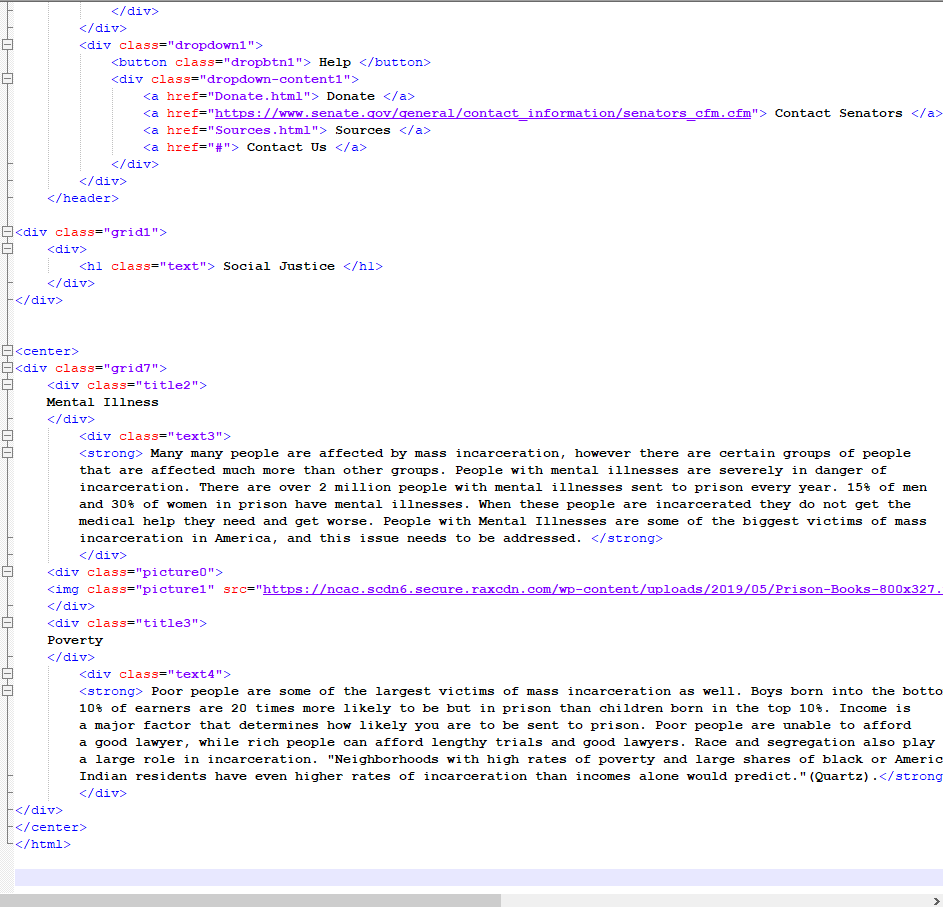 </div>
</div>
<div class="dropdown1">
<button class="dropbtn1"> Help </button>
<div class="dropdown-content1">
<a href="Donate.html"> Donate </a>
<a href="https://www.senate.gov/general/contact_information/senators_cfm.cfm"> Contact Senators </a>
<a href="Sources.html"> Sources </a>
<a href="#"> Contact Us </a>
</div>
</div>
</header>
<div class="grid1">
<div>
<h1 class="text"> Social Justice </h1>
</div>
</div>
<center>
<div class="grid7">
<div class="title2">
Mental Illness
</div>
<div class="text3">
<strong> Many many people are affected by mass incarceration, however there are certain groups of people
that are affected much more than other groups. People with mental illnesses are severely in danger of
incarceration. There are over 2 million people with mental illnesses sent to prison every year. 15% of men
and 30% of women in prison have mental illnesses. When these people are incarcerated they do not get the
medical help they need and get worse. People with Mental Illnesses are some of the biggest victims of mass
incarceration in America, and this issue needs to be addressed. </strong>
</div>
<div class="picture0">
<img class="picture1" src="https://ncac.scdn6.secure.raxcdn.com/wp-content/uploads/2019/05/Prison-Books-800x327.
</div>
<div class="title3">
Poverty
</div>
<div class="text4">
<strong> Poor people are some of the largest victims of mass incarceration as well. Boys born into the botto
10% of earners are 20 times more likely to be but in prison than children born in the top 10%. Income is
a major factor that determines how likely you are to be sent to prison. Poor people are unable to afford
a good lawyer, while rich people can afford lengthy trials and good lawyers. Race and segregation also play
a large role in incarceration. "Neighborhoods with high rates of poverty and large shares of black or Americ
Indian residents have even higher rates of incarceration than incomes alone would predict."(Quartz).</strong
</div>
</div>
</center>
</html>